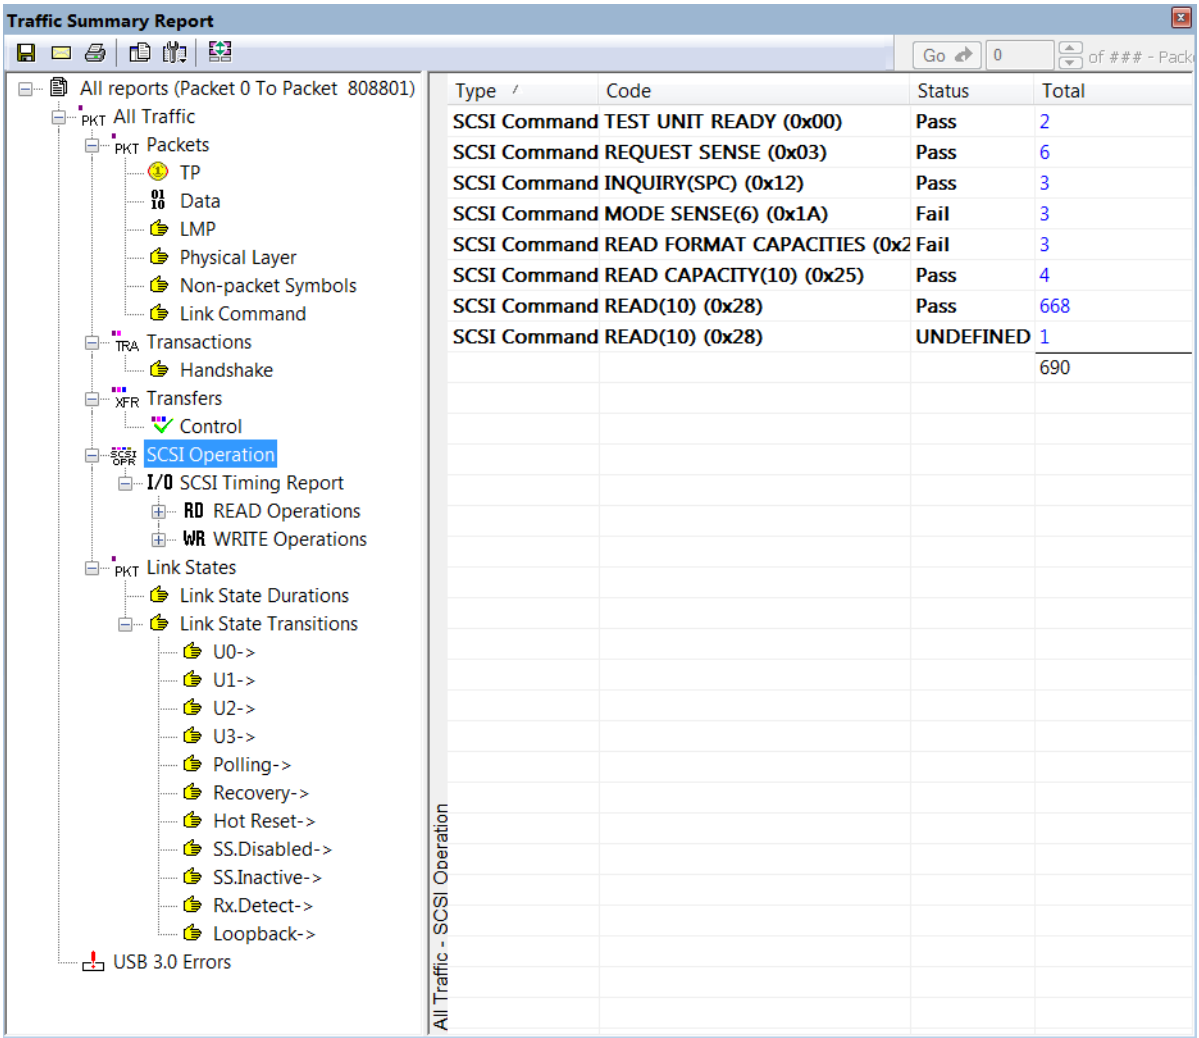 Traffic Summary Report
Go 0 of ### - Pack
All reports (Packet 0 To Packet 808801)
PKT All Traffic
PKT Packets
TP
01 10 Data
LMP
Physical Layer
Non-packet Symbols
Link Command
TRA Transactions
Handshake
XFR Transfers
Control
SCSI OPR SCSI Operation
I/O SCSI Timing Report
RD READ Operations
WR WRITE Operations
PKT Link States
Link State Durations
Link State Transitions
U0->
U1->
U2->
U3->
Polling->
Recovery->
Hot Reset->
SS.Disabled->
SS.Inactive->
Rx.Detect->
Loopback->
USB 3.0 Errors
All Traffic - SCSI Operation
Type / Code Status Total
SCSI Command TEST UNIT READY (0x00) Pass 2
SCSI Command REQUEST SENSE (0x03) Pass 6
SCSI Command INQUIRY(SPC) (0x12) Pass 3
SCSI Command MODE SENSE(6) (0x1A) Fail 3
SCSI Command READ FORMAT CAPACITIES (0x2 Fail 3
SCSI Command READ CAPACITY(10) (0x25) Pass 4
SCSI Command READ(10) (0x28) Pass 668
SCSI Command READ(10) (0x28) UNDEFINED 1
690